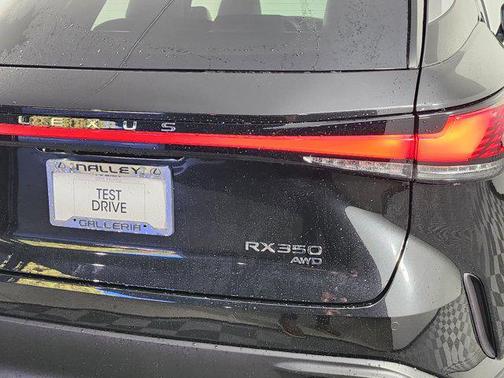 LEXUS
NALLEY
TEST
DRIVE
GALLERIA
RX350
AWD